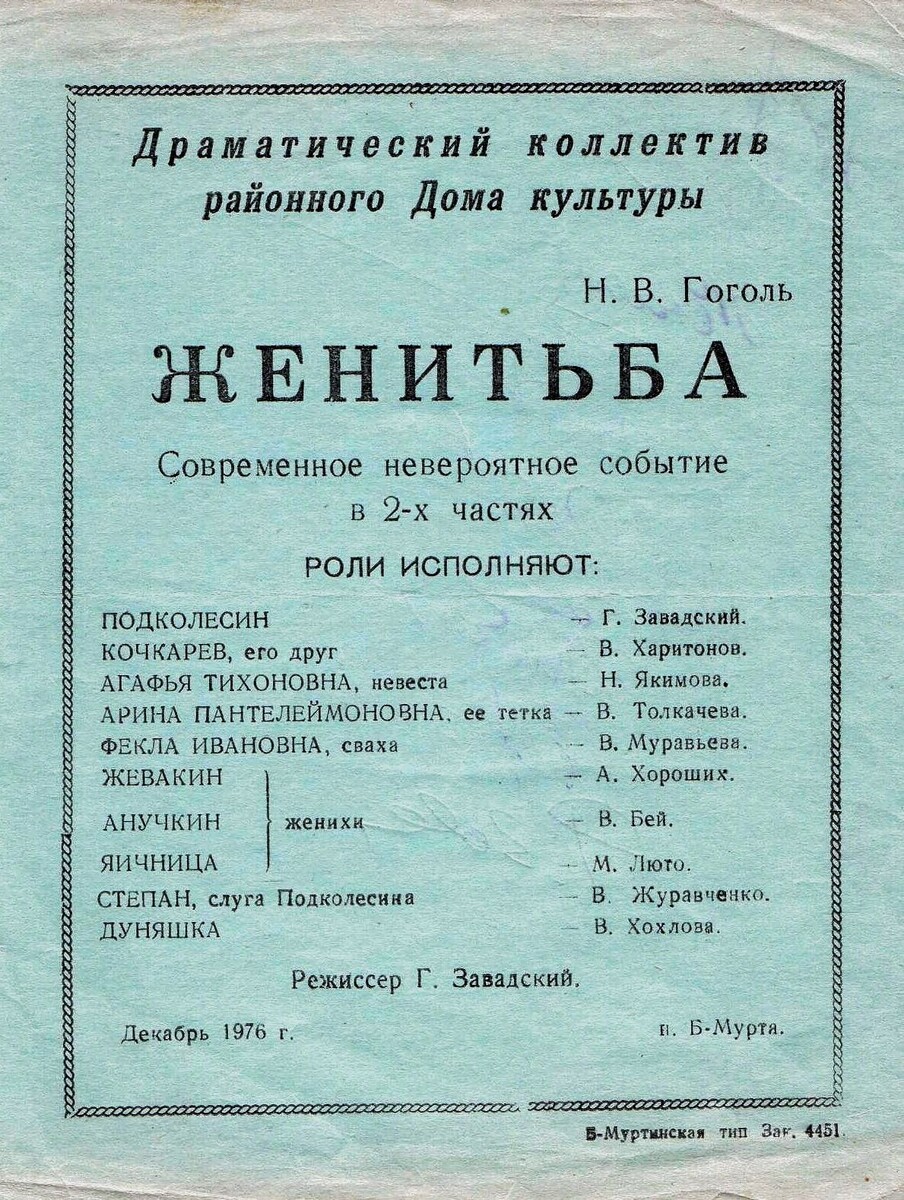 Драматический коллектив
районного Дома культуры
Н. В. Гоголь
ЖЕНИТЬБА
Современное невероятное событие
в 2-х частях
РОЛИ ИСПОЛНЯЮТ:
ПОДКОЛЕСИН — Г. Завадский.
КОЧКАРЕВ, его друг — В. Харитонов.
АГАФЬЯ ТИХОНОВНА, невеста — Н. Якимова.
АРИНА ПАНТЕЛЕЙМОНОВНА, ее тетка — В. Толкачева.
ФЕКЛА ИВАНОВНА, сваха — В. Муравьева.
ЖЕВАКИН — А. Хороших.
АНУЧКИН женихи — В. Бей.
ЯИЧНИЦА — М. Люто.
СТЕПАН, слуга Подколесина — В. Журавченко.
ДУНЯШКА — В. Хохлова.
Режиссер Г. Завадский.
Декабрь 1976 г. п. Б-Мурта.
Б-Муртинская тип Зак. 4451.